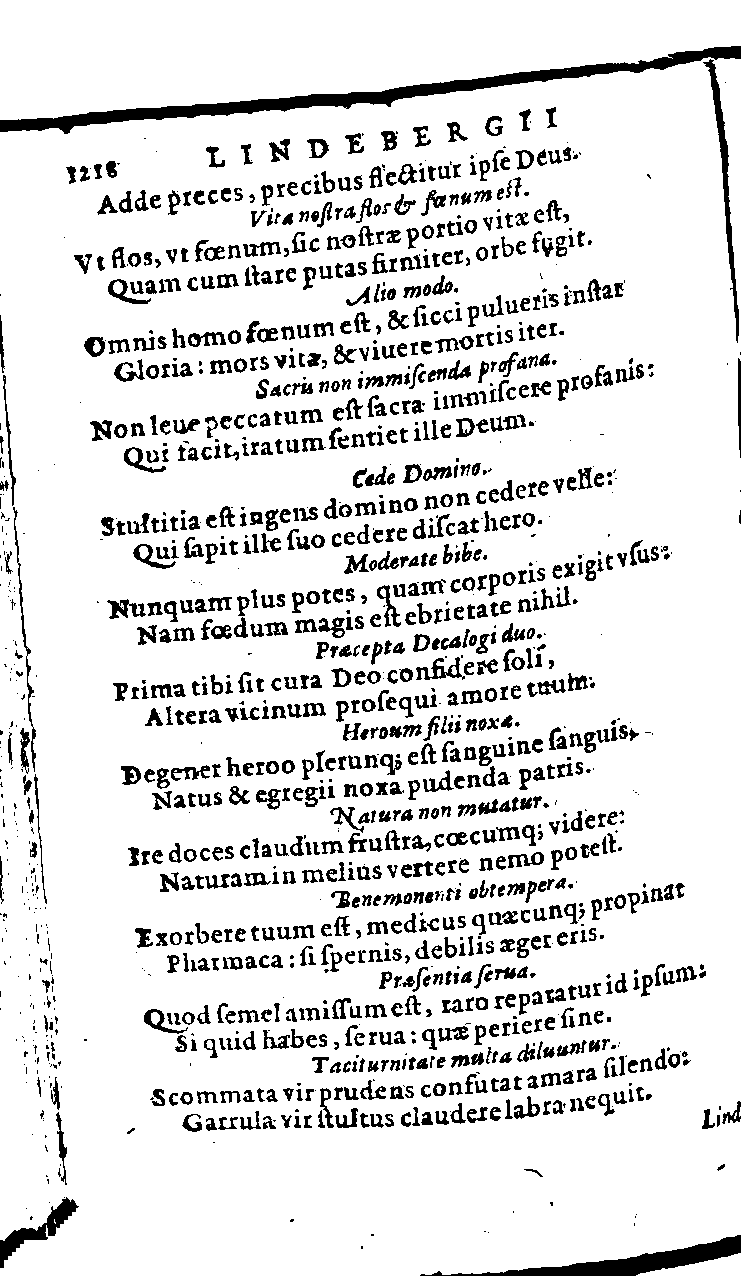 1216 LINDEBERGII
Adde preces, precibus flectitur ipſe Deus.
Vita noſtra flos & fœnum eſt.
Vt flos, vt fœnum, ſic noſtræ portio vitæ eſt,
Quam cum ſtare putas firmiter, orbe fugit.
Alio modo.
Omnis homo fœnum eſt, & ſicci pulueris inſtar
Gloria: mors vitæ, & viuere mortis iter.
Sacris non immiſcenda profana.
Non leue peccatum eſt ſacra immiſcere profanis:
Qui facit, iratum ſentiet ille Deum.
Cede Domino.
Stultitia eſt ingens domino non cedere velle:
Qui ſapit ille ſuo cedere diſcat hero.
Moderate bibe.
Nunquam plus potes, quam corporis exigit vſus:
Nam fœdum magis eſt ebrietate nihil.
Præcepta Decalogi duo.
Prima tibi ſit cura Deo confidere ſoli,
Altera vicinum proſequi amore tuum.
Heroum filii noxæ.
Degener heroo plerunq; eſt ſanguine ſanguis,
Natus & egregii noxa pudenda patris.
Natura non mutatur.
Ire doces claudum fruſtra, cœcumq; videre:
Naturam in melius vertere nemo poteſt.
Bene monenti obtempera.
Exorbere tuum eſt, medicus quæcunq; propinat
Pharmaca: ſi ſpernis, debilis æger eris.
Præſentia ſerua.
Quod ſemel amiſſum eſt, raro reparatur id ipſum:
Si quid habes, ſerua: quæ periere ſine.
Taciturnitate multa diluuntur.
Scommata vir prudens confutat amara ſilendo:
Garrula vir ſtultus claudere labra nequit.
Lind